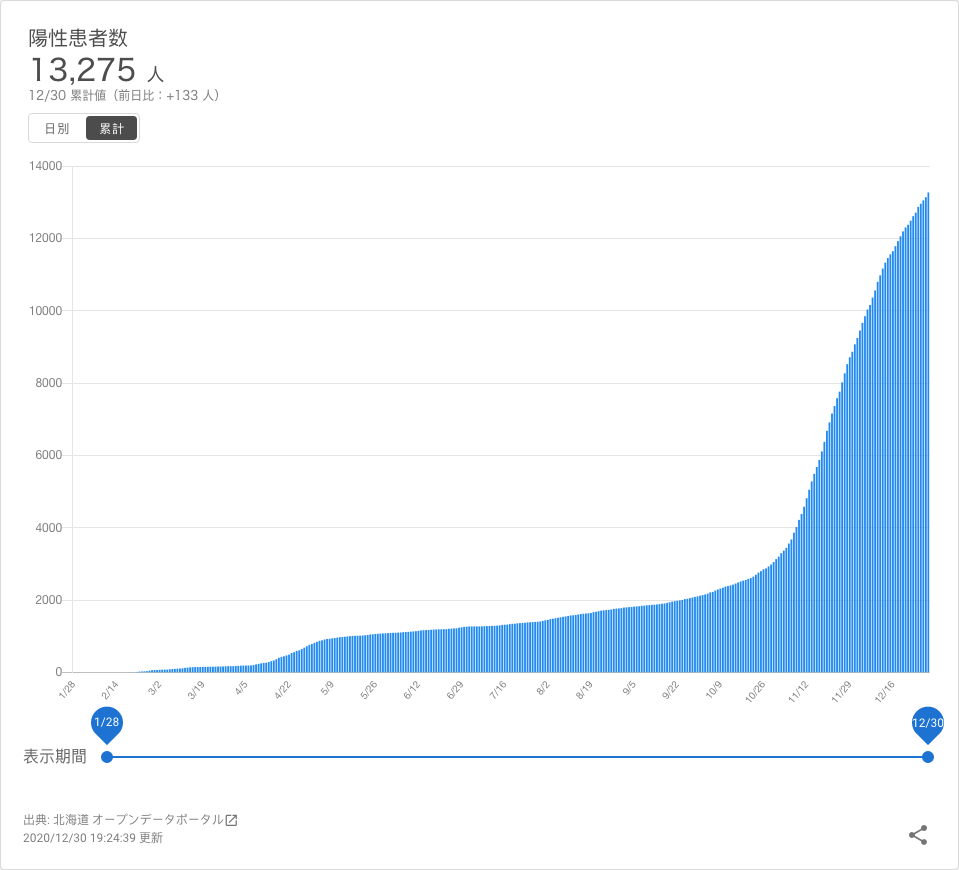 陽性患者数
13,275 人
12/30 累計値（前日比：+133 人）
日別 累計
14000
12000
10000
8000
6000
4000
2000
0
1/28 2/14 3/2 3/19 4/5 4/22 5/9 5/26 6/12 6/29 7/16 8/2 8/19 9/5 9/22 10/9 10/26 11/12 11/29 12/16
1/28 12/30
表示期間
出典: 北海道 オープンデータポータル
2020/12/30 19:24:39 更新